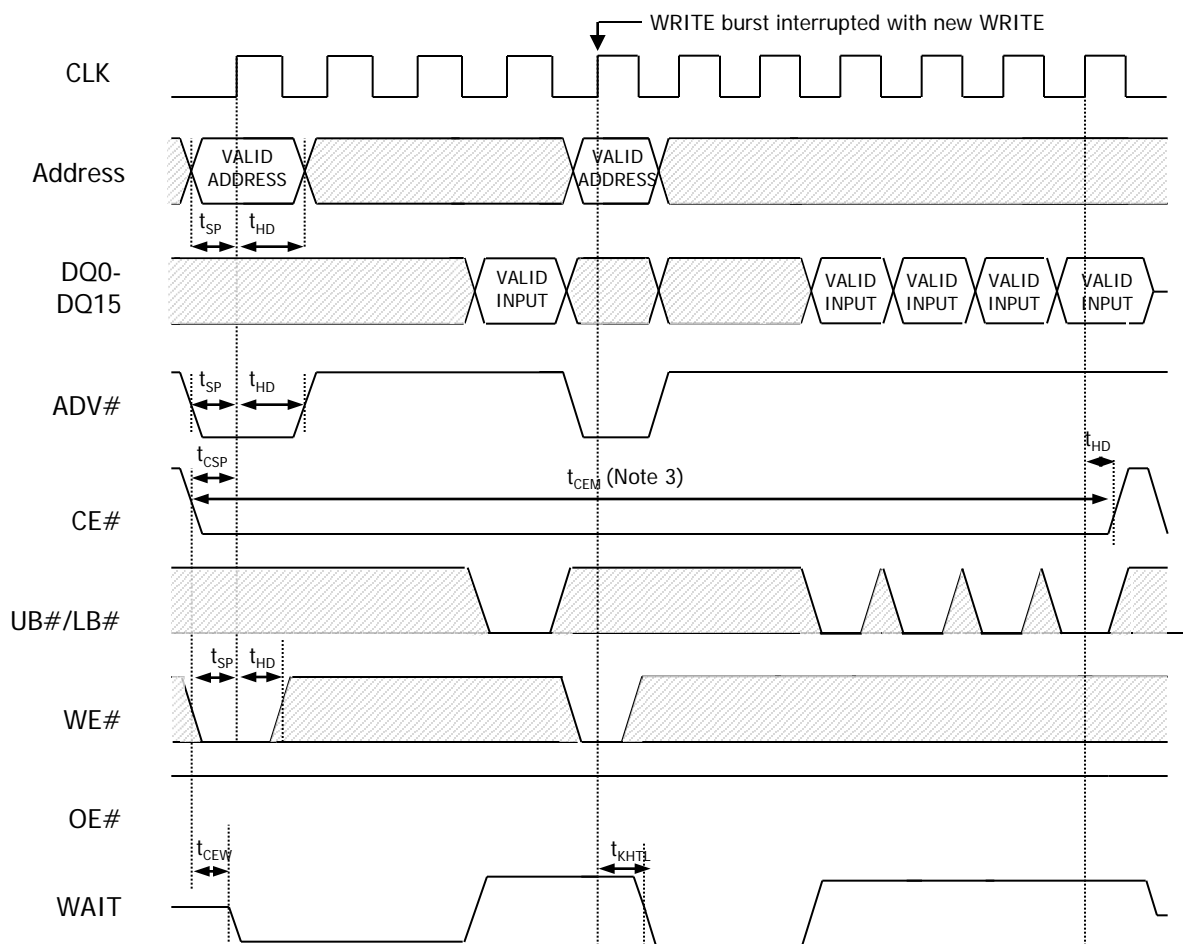 WRITE burst interrupted with new WRITE
CLK
Address
VALID
ADDRESS
VALID
ADDRESS
tSP
tHD
DQ0-
DQ15
VALID
INPUT
VALID
INPUT
VALID
INPUT
VALID
INPUT
VALID
INPUT
ADV#
tSP
tHD
tHD
CE#
tCSP
tCEM (Note 3)
UB#/LB#
WE#
tSP
tHD
OE#
WAIT
tCEW
tKHTL